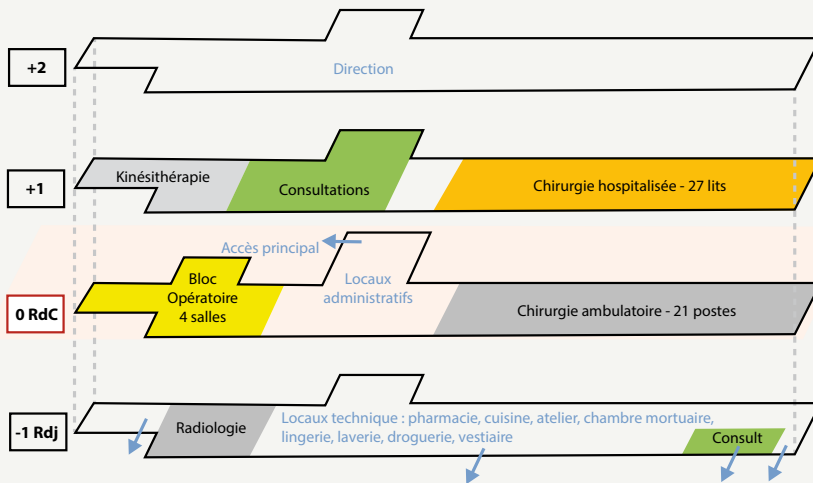 +2
Direction
+1
Kinésithérapie
Consultations
Chirurgie hospitalisée - 27 lits
Accès principal
0 RdC
Bloc
Opératoire
4 salles
Locaux
administratifs
Chirurgie ambulatoire - 21 postes
-1 Rdj
Radiologie
Locaux technique : pharmacie, cuisine, atelier, chambre mortuaire,
lingerie, laverie, droguerie, vestiaire
Consult